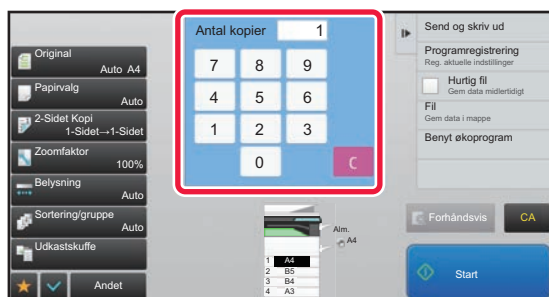 Original
Auto A4
Papirvalg
Auto
2-Sidet Kopi
1-Sidet→1-Sidet
Zoomfaktor
100%
Belysning
Auto
Sortering/gruppe
Auto
Udkastskuffe
Andet
Antal kopier 1
7 8 9
4 5 6
1 2 3
0 C
Alm.
A4
1 A4
2 B5
3 B4
4 A3
Send og skriv ud
Programregistrering
Reg. aktuelle indstillinger
Hurtig fil
Gem data midlertidigt
Fil
Gem data i mappe
Benyt økoprogram
Forhåndsvis
CA
Start